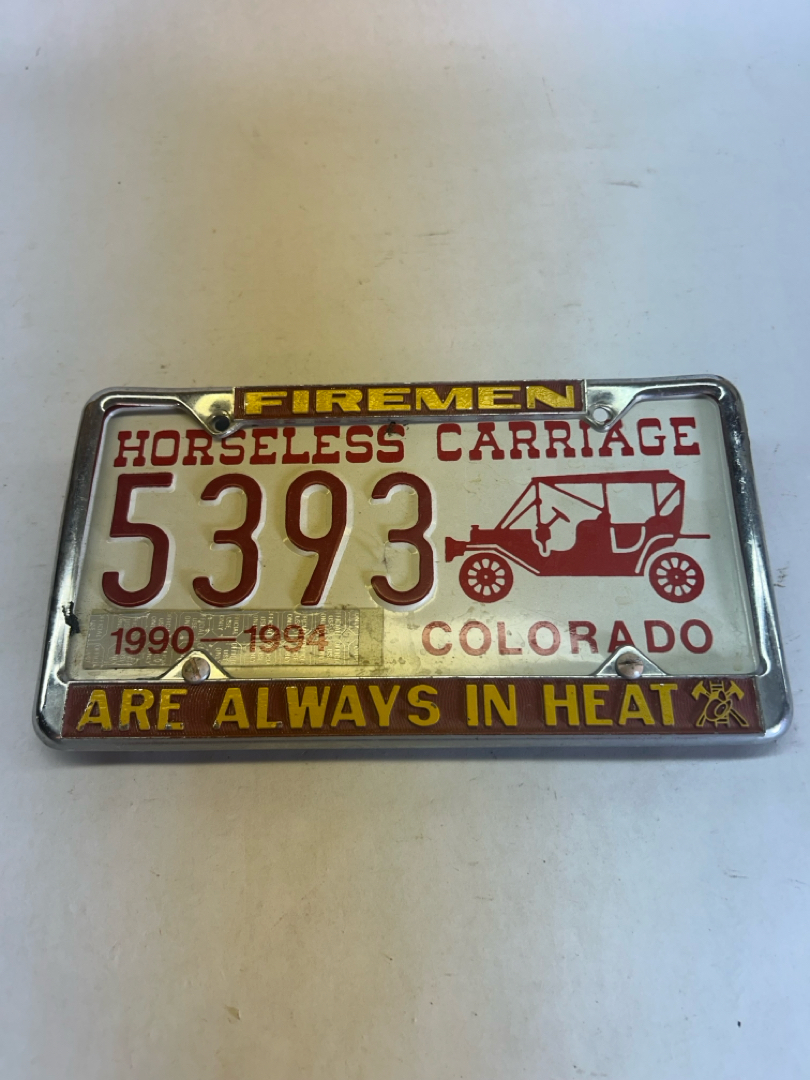 FIREMEN
HORSELESS CARRIAGE
5393
1990—1994
COLORADO
ARE ALWAYS IN HEAT